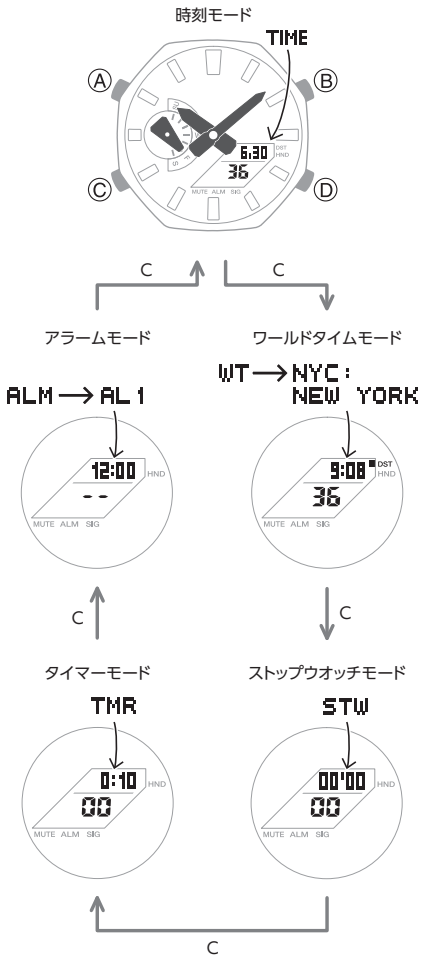 時刻モード
TIME
A
B
6:30
DST
HND
36
MUTE ALM SIG
C
D
C
C
アラームモード
ワールドタイムモード
ALM → AL1
WT → NYC:
NEW YORK
12:00
HND
--
MUTE ALM SIG
9:08
DST
HND
36
MUTE ALM SIG
C
C
タイマーモード
ストップウオッチモード
TMR
STW
0:10
HND
00
MUTE ALM SIG
00'00
HND
00
MUTE ALM SIG
C